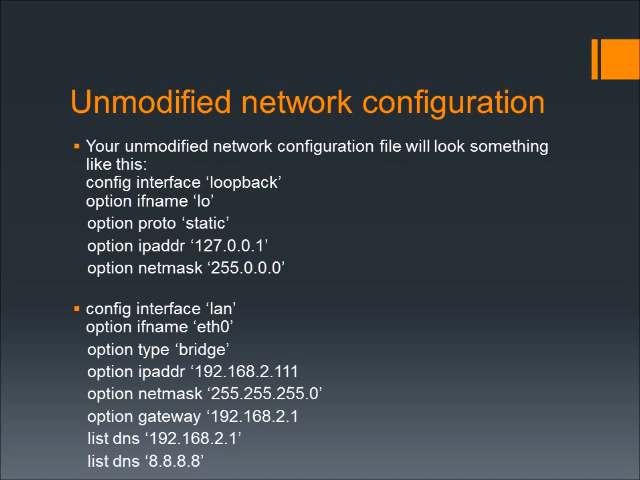 Unmodified network configuration
▪ Your unmodified network configuration file will look something
like this:
config interface ‘loopback’
option ifname ‘lo’
option proto ‘static’
option ipaddr ‘127.0.0.1’
option netmask ‘255.0.0.0’
▪ config interface ‘lan’
option ifname ‘eth0’
option type ‘bridge’
option ipaddr ‘192.168.2.111
option netmask ‘255.255.255.0’
option gateway ‘192.168.2.1
list dns ‘192.168.2.1’
list dns ‘8.8.8.8’